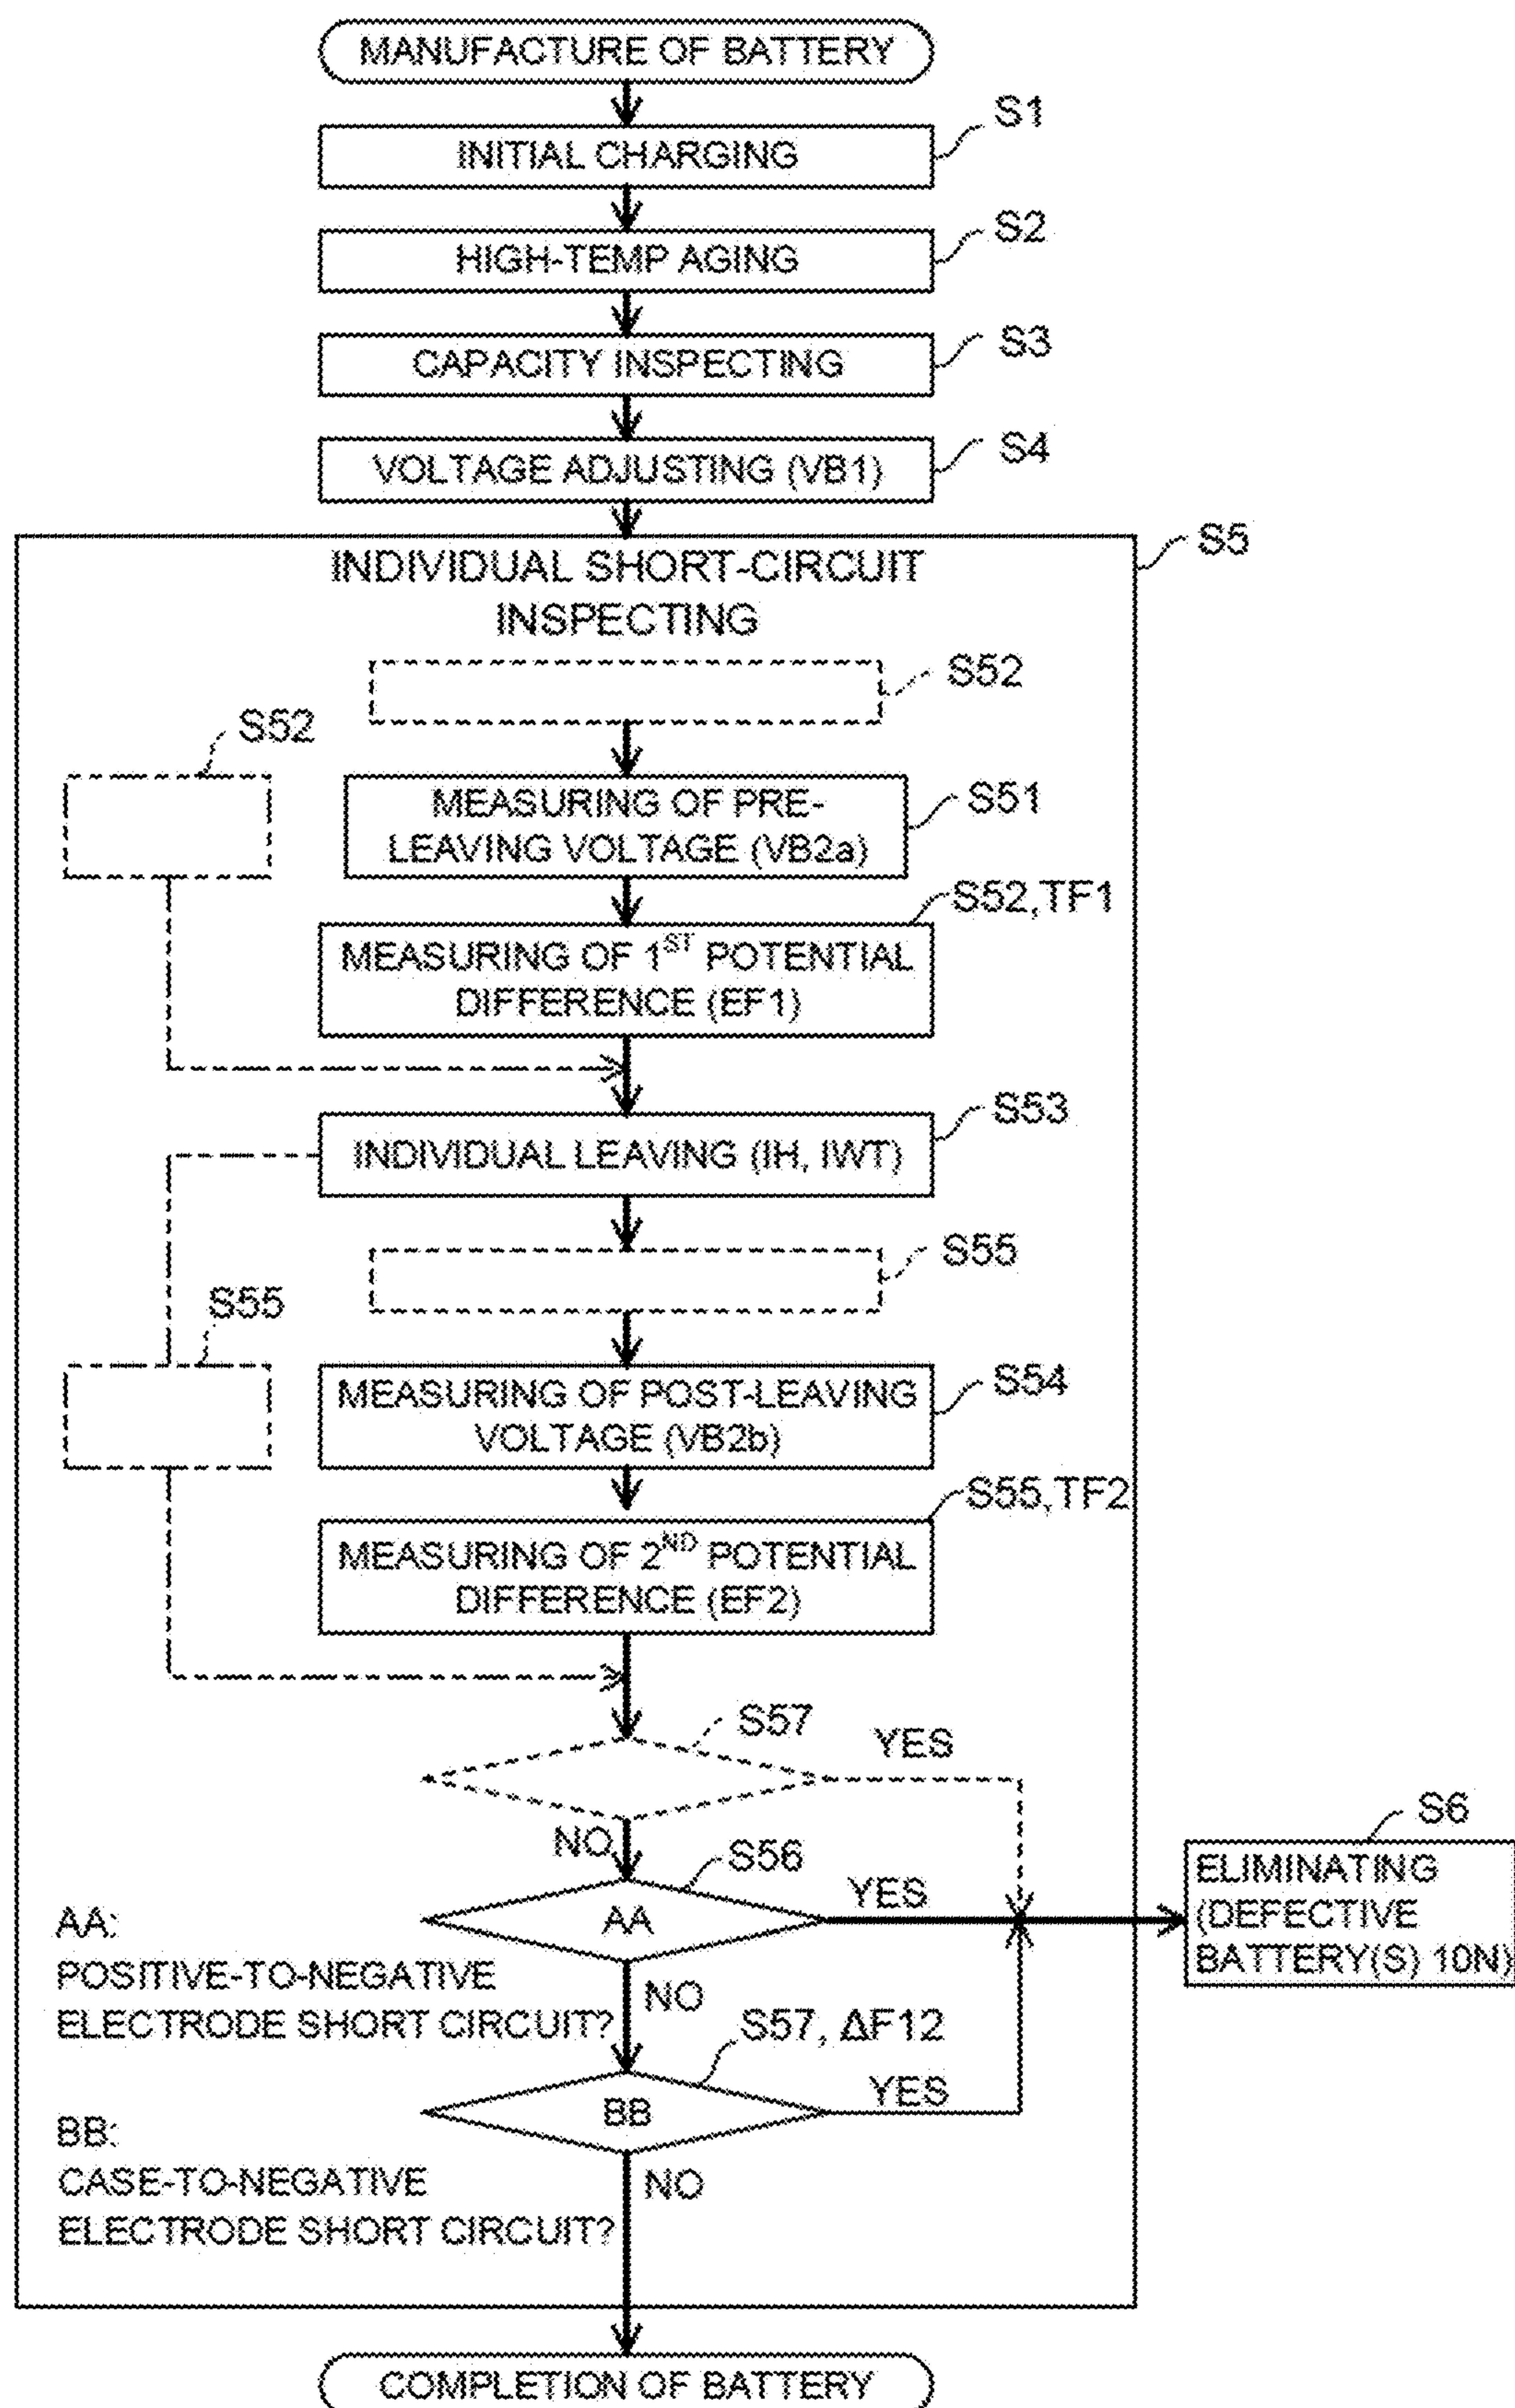 MANUFACTURE OF BATTERY
S1
INITIAL CHARGING
S2
HIGH-TEMP AGING
S3
CAPACITY INSPECTING
S4
VOLTAGE ADJUSTING (VB1)
S5
INDIVIDUAL SHORT-CIRCUIT
INSPECTING
S52
S52
S51
MEASURING OF PRE-
LEAVING VOLTAGE (VB2a)
S52,TF1
MEASURING OF 1ST POTENTIAL
DIFFERENCE (EF1)
S53
INDIVIDUAL LEAVING (IH, IWT)
S55
S55
S54
MEASURING OF POST-LEAVING
VOLTAGE (VB2b)
S55,TF2
MEASURING OF 2ND POTENTIAL
DIFFERENCE (EF2)
S57
YES
NO
S56
YES
S6
ELIMINATING
(DEFECTIVE
BATTERY(S) 10N)
AA
AA:
POSITIVE-TO-NEGATIVE
ELECTRODE SHORT CIRCUIT?
NO
S57, ΔF12
YES
BB
BB:
CASE-TO-NEGATIVE
ELECTRODE SHORT CIRCUIT?
NO
COMPLETION OF BATTERY